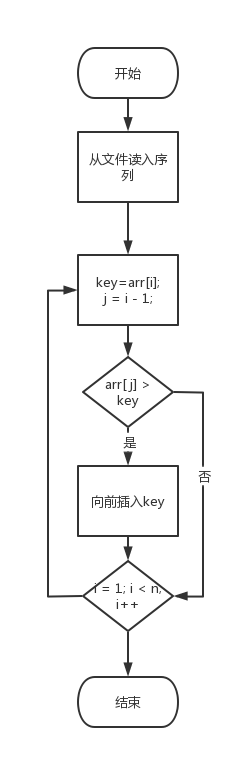 开始
从文件读入序
列
key=arr[i];
j = i - 1;
arr[j] >
key
是
否
向前插入key
i = 1; i < n;
i++
结束